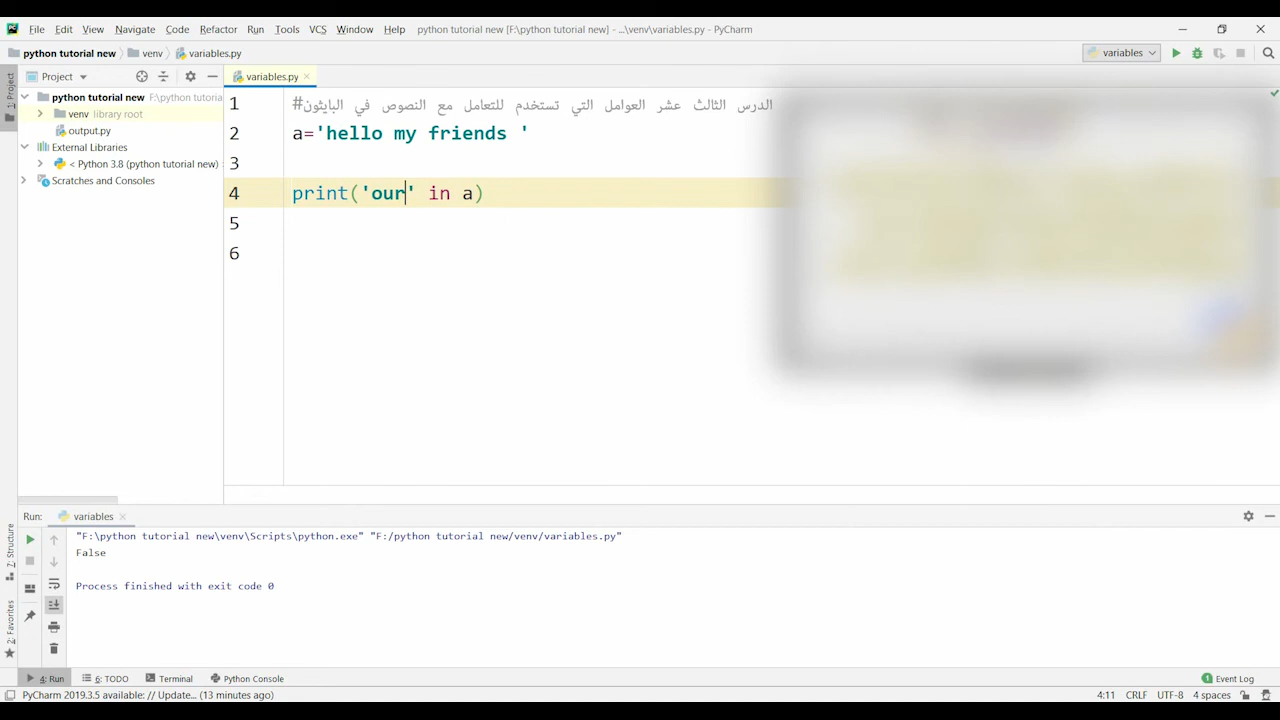 File Edit View Navigate Code Refactor Run Tools VCS Window Help python tutorial new [F:\python tutorial new] - ...\venv\variables.py - PyCharm
python tutorial new venv variables.py
variables
1: Project
Project
variables.py
python tutorial new F:\python tutoria
venv library root
output.py
External Libraries
< Python 3.8 (python tutorial new)
Scratches and Consoles
1 #الدرس الثالث عشر العوامل التي تستخدم للتعامل مع النصوص في البايثون
2 a='hello my friends '
3
4 print('our' in a)
5
6
Run: variables
"F:\python tutorial new\venv\Scripts\python.exe" "F:/python tutorial new/venv/variables.py"
False
Process finished with exit code 0
Z: Structure
2: Favorites
4: Run 6: TODO Terminal Python Console Event Log
PyCharm 2019.3.5 available: // Update... (13 minutes ago) 4:11 CRLF UTF-8 4 spaces